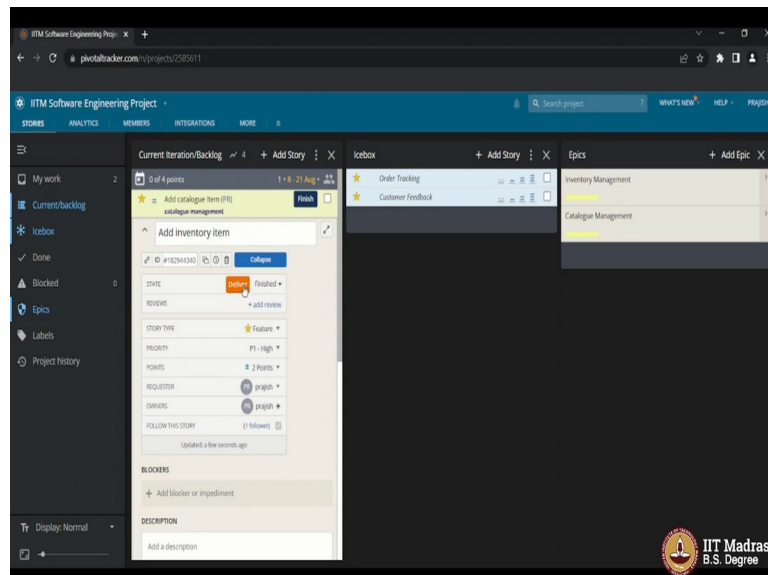 IITM Software Engineering Proje
pivotaltracker.com/n/projects/2585611
IITM Software Engineering Project
Search project
WHAT'S NEW HELP PRAJISH
STORIES ANALYTICS MEMBERS INTEGRATIONS MORE
My work 2
Current/backlog
Icebox
Done
Blocked 0
Epics
Labels
Project history
Display: Normal
Current Iteration/Backlog 4 + Add Story
0 of 4 points 1 • 8 - 21 Aug
Add catalogue item (PR) Finish
catalogue management
Add inventory item
ID #182944340 Collapse
STATE Deliver Finished
REVIEWS + add review
STORY TYPE Feature
PRIORITY P1 - High
POINTS 2 Points
REQUESTER PR prajish
OWNERS PR prajish +
FOLLOW THIS STORY (1 follower)
Updated: a few seconds ago
BLOCKERS
+ Add blocker or impediment
DESCRIPTION
Add a description
Icebox + Add Story
Order Tracking
Customer Feedback
Epics + Add Epic
Inventory Management
Catalogue Management
IIT Madras
B.S. Degree